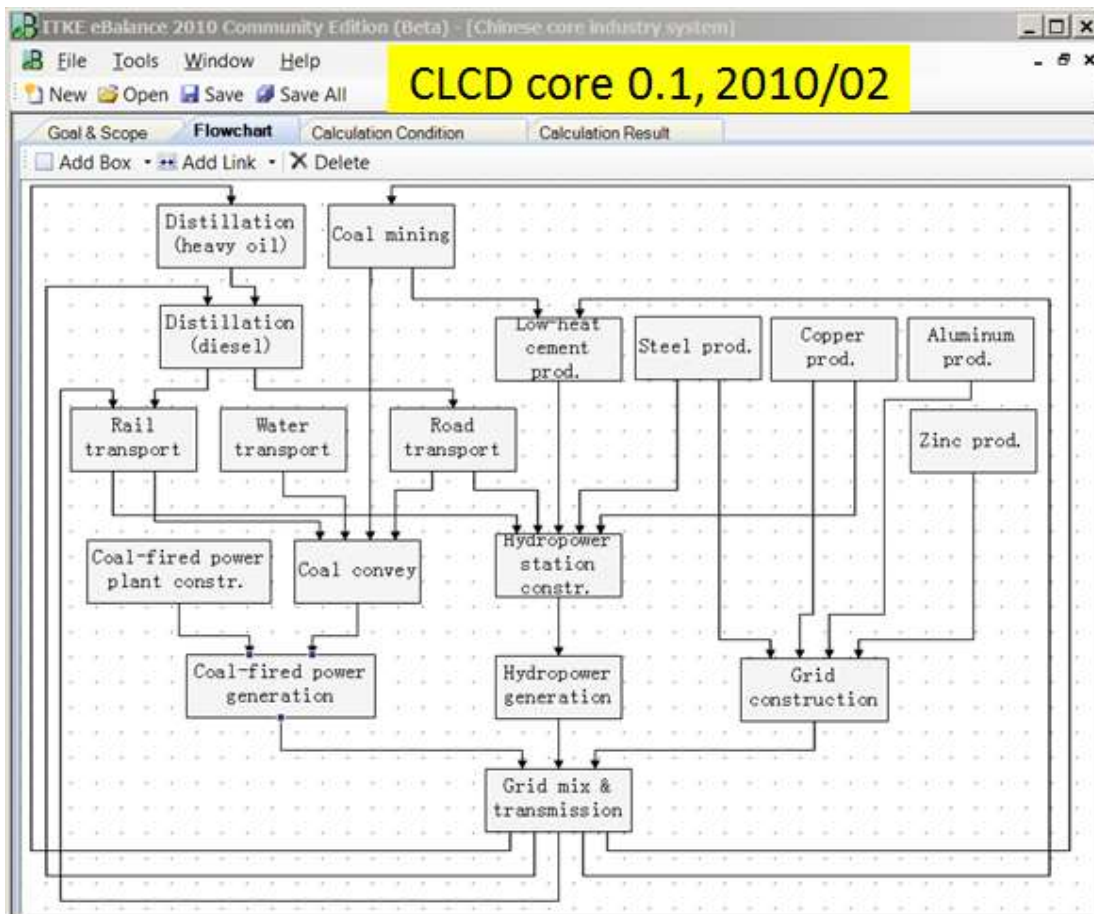 ITKE eBalance 2010 Community Edition (Beta) - [Chinese core industry system]
File Tools Window Help
CLCD core 0.1, 2010/02
New Open Save Save All
Goal & Scope Flowchart Calculation Condition Calculation Result
Add Box Add Link Delete
Distillation
(heavy oil)
Coal mining
Distillation
(diesel)
Low-heat
cement
prod.
Steel prod.
Copper
prod.
Aluminum
prod.
Rail
transport
Water
transport
Road
transport
Zinc prod.
Coal-fired power
plant constr.
Coal convey
Hydropower
station
constr.
Coal-fired power
generation
Hydropower
generation
Grid
construction
Grid mix &
transmission